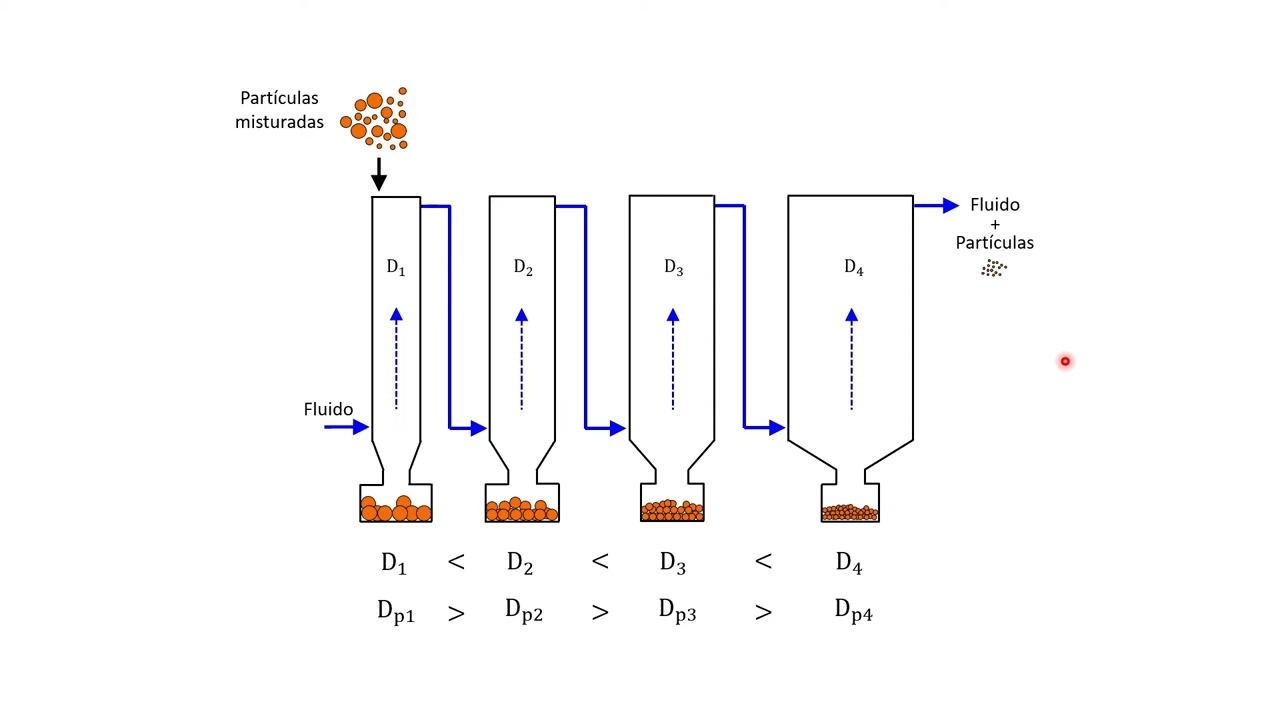 Partículas
misturadas
D₁
D₂
D₃
D₄
Fluido
+
Partículas
Fluido
D₁ < D₂ < D₃ < D₄
Dp1 > Dp2 > Dp3 > Dp4